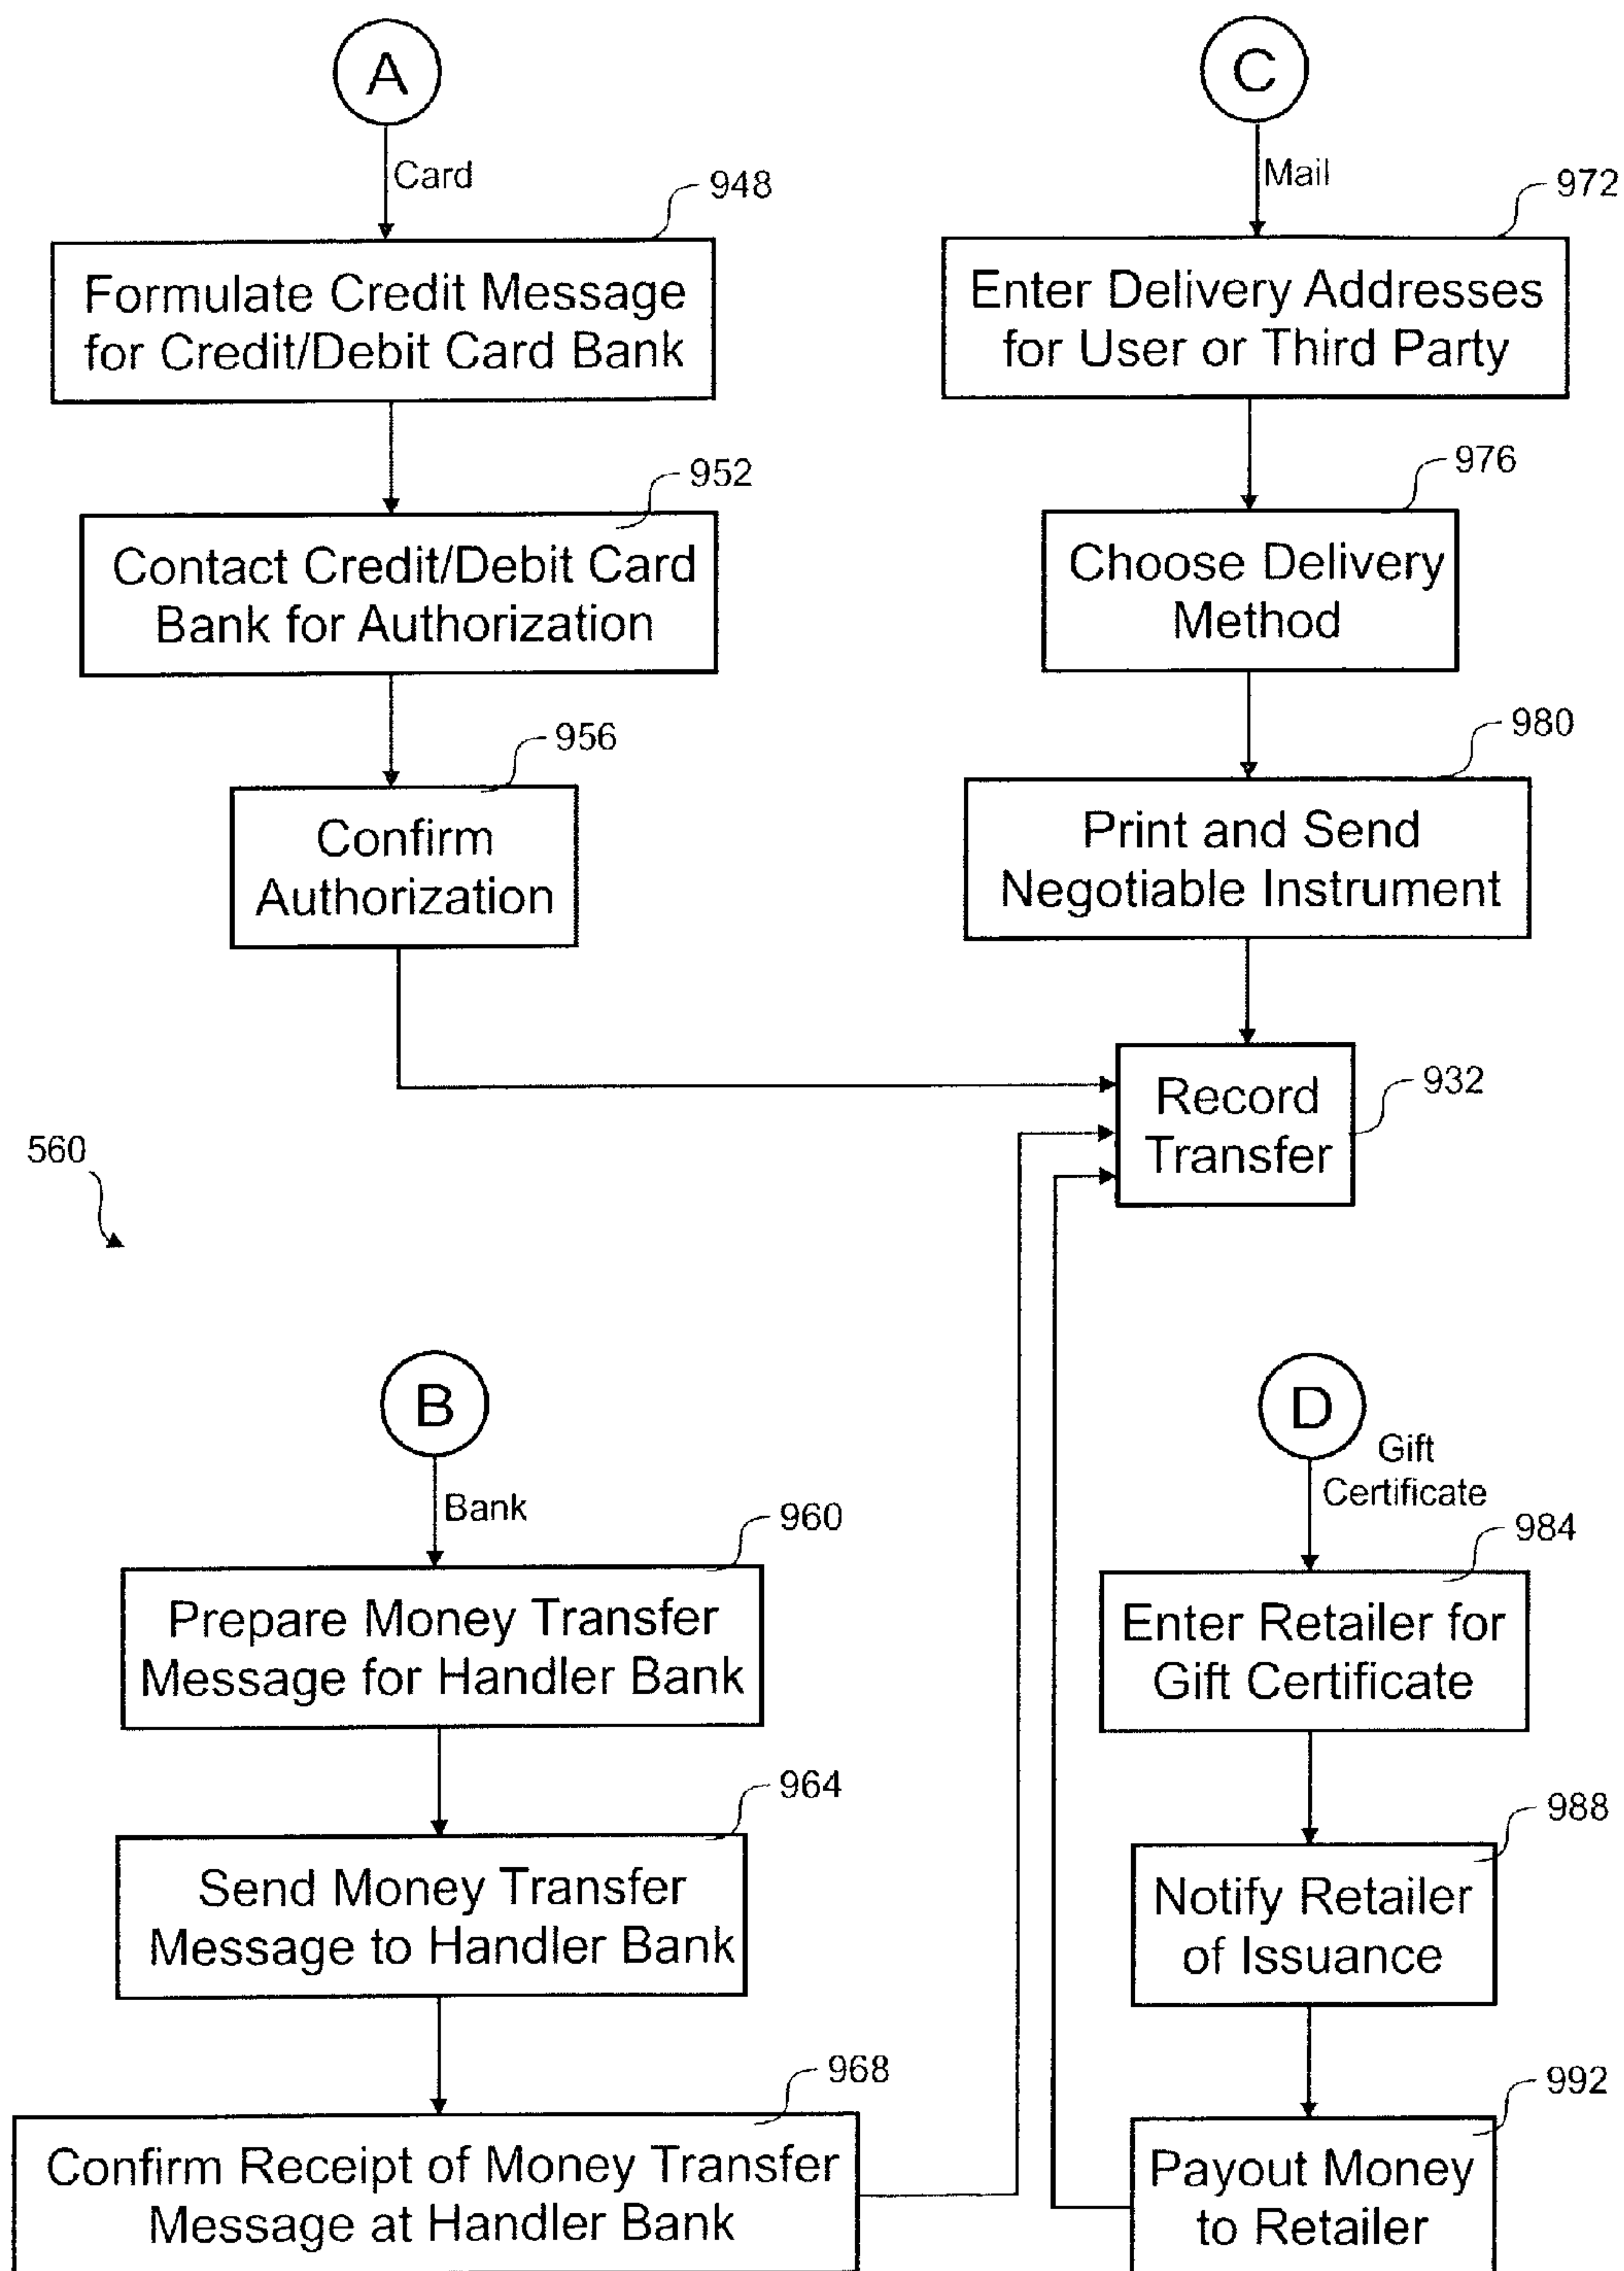 A
Card
948
Formulate Credit Message
for Credit/Debit Card Bank
952
Contact Credit/Debit Card
Bank for Authorization
956
Confirm
Authorization
C
Mail
972
Enter Delivery Addresses
for User or Third Party
976
Choose Delivery
Method
980
Print and Send
Negotiable Instrument
932
Record
Transfer
560
B
Bank
960
Prepare Money Transfer
Message for Handler Bank
964
Send Money Transfer
Message to Handler Bank
968
Confirm Receipt of Money Transfer
Message at Handler Bank
D
Gift
Certificate
984
Enter Retailer for
Gift Certificate
988
Notify Retailer
of Issuance
992
Payout Money
to Retailer